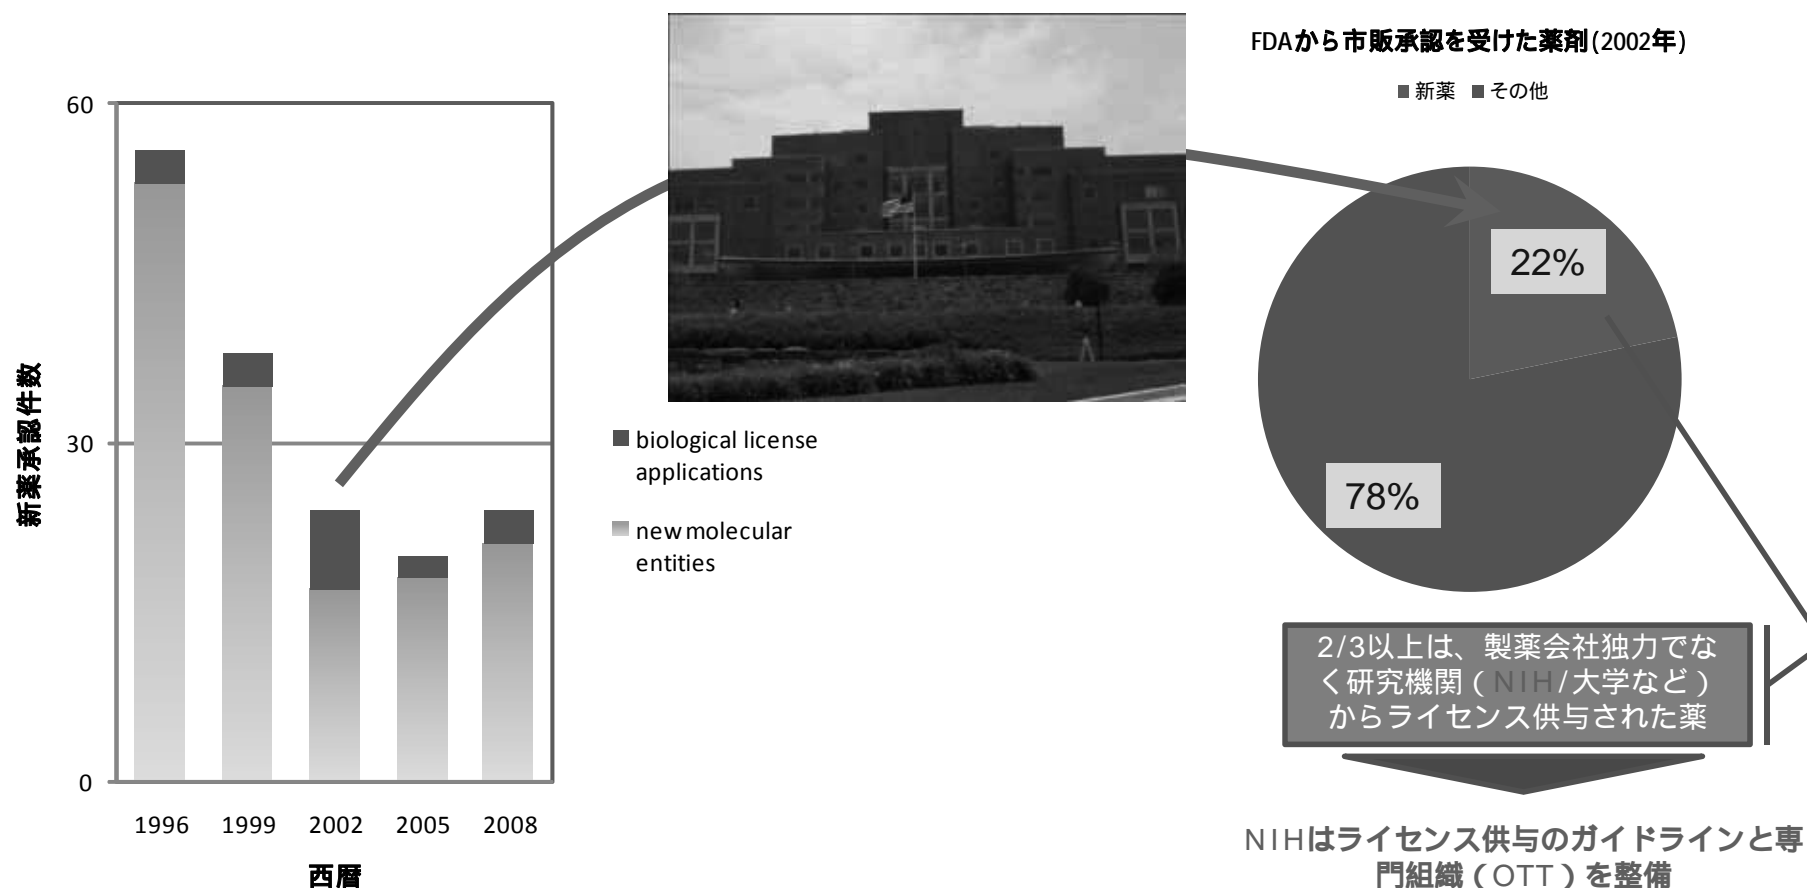 FDAから市販承認を受けた薬剤(2002年)
新薬 その他
60
30
0
新薬承認件数
1996 1999 2002 2005 2008
西暦
biological license
applications
new molecular
entities
22%
78%
2/3以上は、製薬会社独力でな
く研究機関(NIH/大学など)
からライセンス供与された薬
NIHはライセンス供与のガイドラインと専
門組織(OTT)を整備